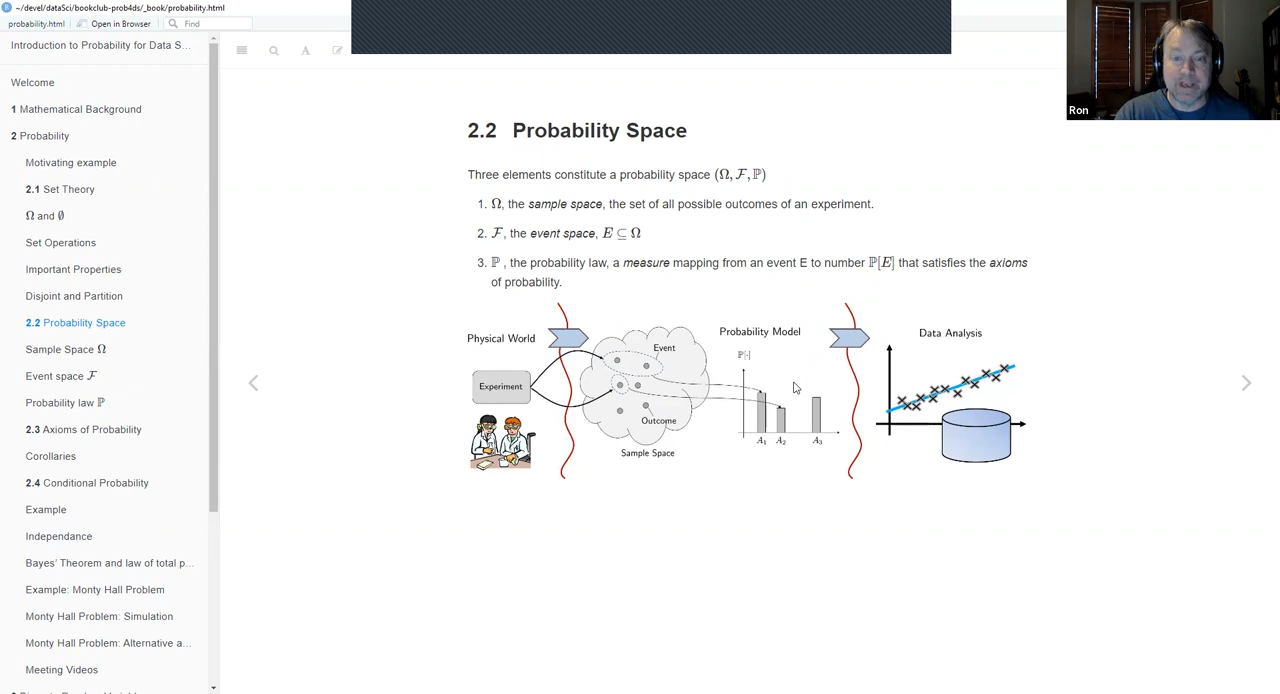 ~/devel/dataSci/bookclub-prob4ds/_book/probability.html
probability.html
Open in Browser
Find
Introduction to Probability for Data S...
Welcome
1 Mathematical Background
2 Probability
Motivating example
2.1 Set Theory
Ω and ∅
Set Operations
Important Properties
Disjoint and Partition
2.2 Probability Space
Sample Space Ω
Event space ℱ
Probability law ℙ
2.3 Axioms of Probability
Corollaries
2.4 Conditional Probability
Example
Independence
Bayes' Theorem and law of total p...
Example: Monty Hall Problem
Monty Hall Problem: Simulation
Monty Hall Problem: Alternative a...
Meeting Videos
2.2 Probability Space
Three elements constitute a probability space (Ω, ℱ, ℙ)
1. Ω, the sample space, the set of all possible outcomes of an experiment.
2. ℱ, the event space, E ⊆ Ω
3. ℙ , the probability law, a measure mapping from an event E to number ℙ[E] that satisfies the axioms
of probability.
Physical World
Experiment
Event
Outcome
Sample Space
Probability Model
ℙ[·]
A₁ A₂ A₃
Data Analysis
Ron